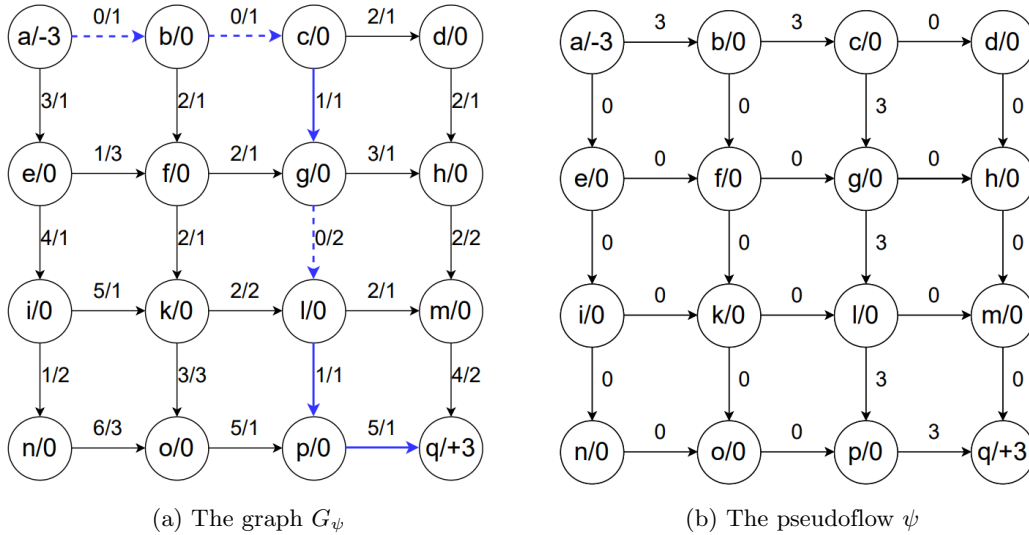 0/1 0/1 2/1
a/-3 b/0 c/0 d/0
3/1 2/1 1/1 2/1
1/3 2/1 3/1
e/0 f/0 g/0 h/0
4/1 2/1 0/2 2/2
5/1 2/2 2/1
i/0 k/0 l/0 m/0
1/2 3/3 1/1 4/2
6/3 5/1 5/1
n/0 o/0 p/0 q/+3
(a) The graph Gψ
3 3 0
a/-3 b/0 c/0 d/0
0 0 3 0
0 0 0
e/0 f/0 g/0 h/0
0 0 3 0
0 0 0
i/0 k/0 l/0 m/0
0 0 3 0
0 0 3
n/0 o/0 p/0 q/+3
(b) The pseudoflow ψ